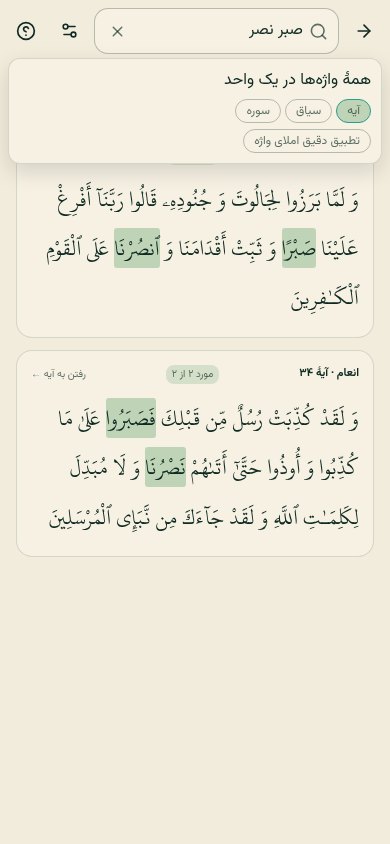 صبر نصر
همهٔ واژه‌ها در یک واحد
آیه
سیاق
سوره
تطبیق دقیق املای واژه
وَ لَمَّا بَرَزُوا لِجَالُوتَ وَ جُنُودِهِۦ قَالُوا رَبَّنَآ أَفْرِغْ
عَلَيْنَا صَبْرًا وَ ثَبِّتْ أَقْدَامَنَا وَ ٱنصُرْنَا عَلَى ٱلْقَوْمِ
ٱلْكَـٰفِرِينَ
انعام · آیهٔ ۳۴
مورد ۲ از ۲
رفتن به آیه ←
وَ لَقَدْ كُذِّبَتْ رُسُلٌ مِّن قَبْلِكَ فَصَبَرُوا عَلَىٰ مَا
كُذِّبُوا وَ أُوذُوا حَتَّىٰٓ أَتَىٰهُمْ نَصْرُنَا وَ لَا مُبَدِّلَ
لِكَلِمَـٰتِ ٱللَّهِ وَ لَقَدْ جَآءَكَ مِن نَّبَإِى ٱلْمُرْسَلِينَ